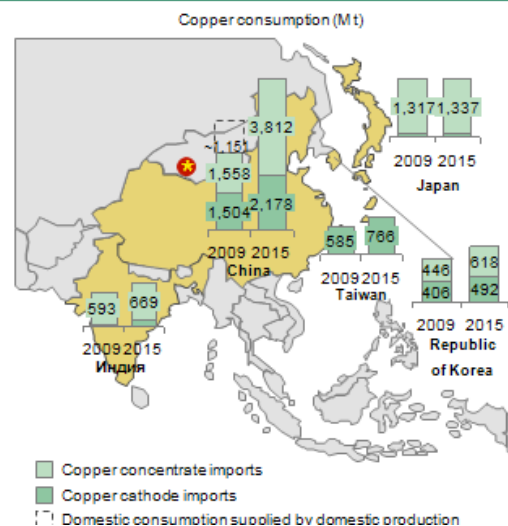 Copper consumption (Mt)
1,317 1,337
2009 2015
Japan
~1,151
3,812
1,558
1,504 2,178
2009 2015
China
585 766
2009 2015
Taiwan
446 618
406 492
2009 2015
Republic
of Korea
593 669
2009 2015
Индия
Copper concentrate imports
Copper cathode imports
Domestic consumption supplied by domestic production